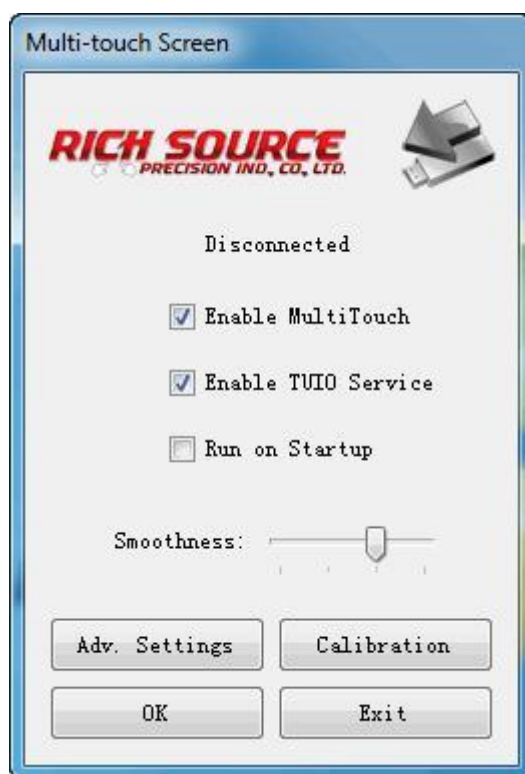 Multi-touch Screen
RICH SOURCE
PRECISION IND. CO., LTD.
Disconnected
Enable MultiTouch
Enable TUIO Service
Run on Startup
Smoothness:
Adv. Settings
Calibration
OK
Exit